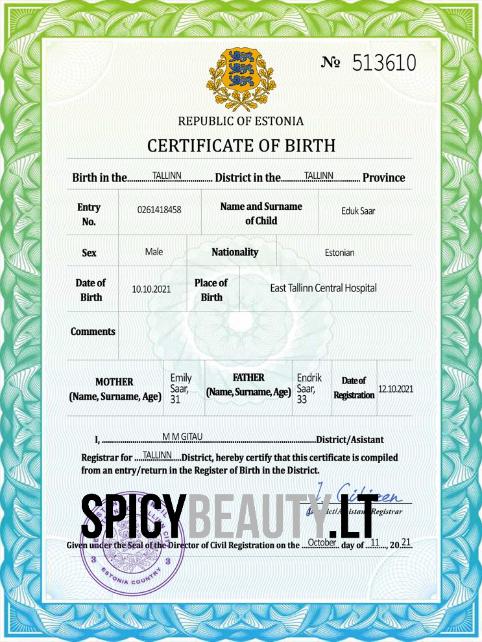 № 513610
REPUBLIC OF ESTONIA
CERTIFICATE OF BIRTH
Birth in the TALLINN District in the TALLINN Province
Entry No. 0261418458 Name and Surname of Child Eduk Saar
Sex Male Nationality Estonian
Date of Birth 10.10.2021 Place of Birth East Tallinn Central Hospital
Comments
MOTHER (Name, Surname, Age) Emily Saar, 31 FATHER (Name, Surname, Age) Endrik Saar, 33 Date of Registration 12.10.2021
I, M M GITAU District/Asistant
Registrar for TALLINN District, hereby certify that this certificate is compiled
from an entry/return in the Register of Birth in the District.
J. Citizen
District/Asistant Registrar
SPICYBEAUTY.LT
Given under the Seal of the Director of Civil Registration on the October day of 11, 20 21
ESTONIA COUNTRY